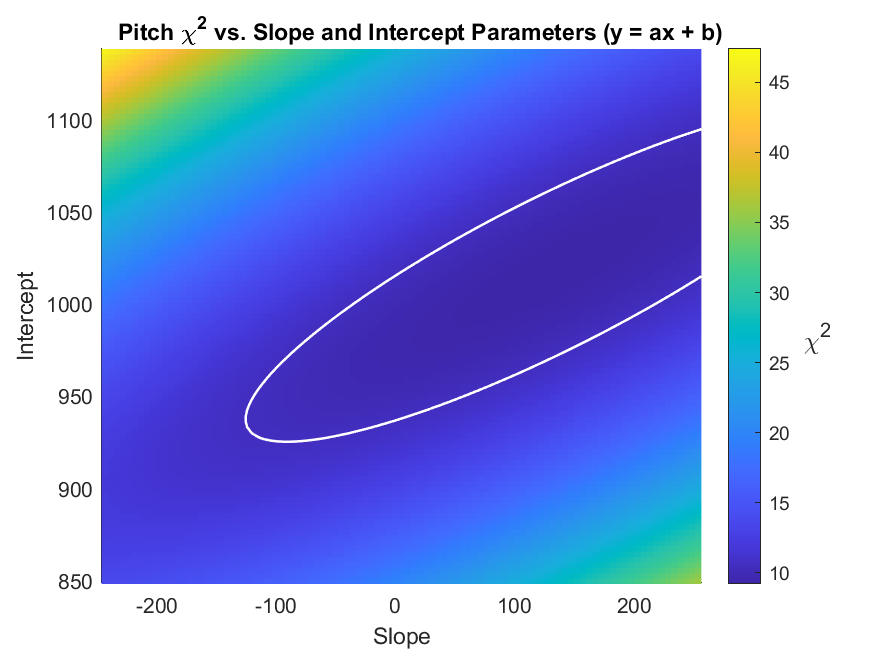 Pitch χ² vs. Slope and Intercept Parameters (y = ax + b)
1100
1050
1000
950
900
850
Intercept
-200 -100 0 100 200
Slope
45
40
35
30
25
20
15
10
χ²